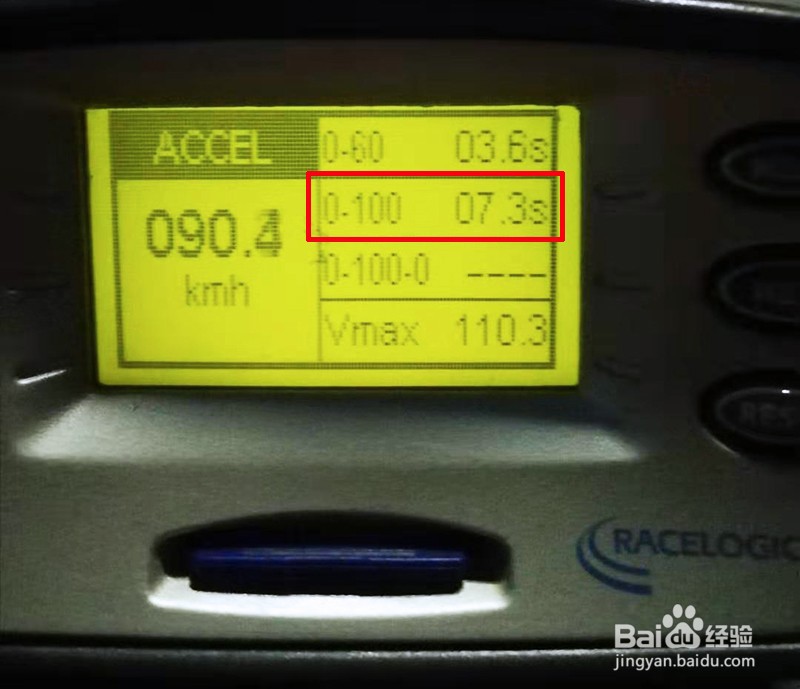 ACCEL
0-60 03.6s
0-100 07.3s
090.4
kmh
0-100-0 ----
Vmax 110.3
RACELOGIC
Baidu经验
jingyan.baidu.com